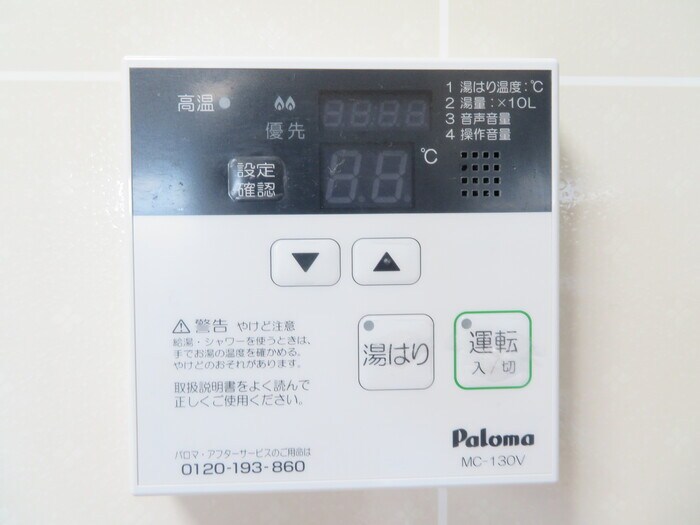 高温
優先
設定
確認
℃
1 湯はり温度:℃
2 湯量:×10L
3 音声音量
4 操作音量
▼
▲
⚠警告 やけど注意
給湯・シャワーを使うときは、
手でお湯の温度を確かめる。
やけどのおそれがあります。
取扱説明書をよく読んで
正しくご使用ください。
湯はり
運転
入/切
パロマ・アフターサービスのご用品は
0120-193-860
Paloma
MC-130V